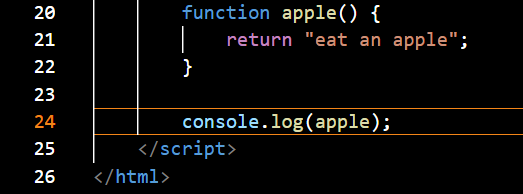 20 function apple() {
21 return "eat an apple";
22 }
23
24 console.log(apple);
25 </script>
26 </html>